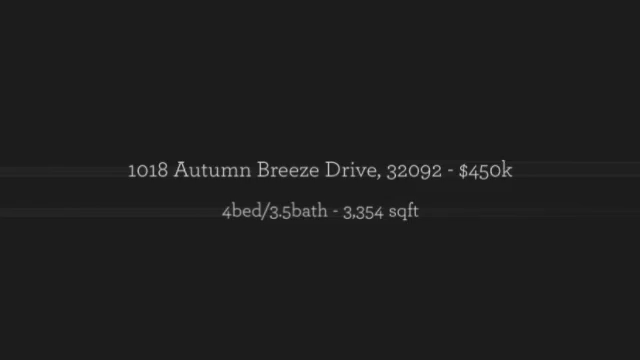 1018 Autumn Breeze Drive, 32092 - $450k
4bed/3.5bath - 3,354 sqft